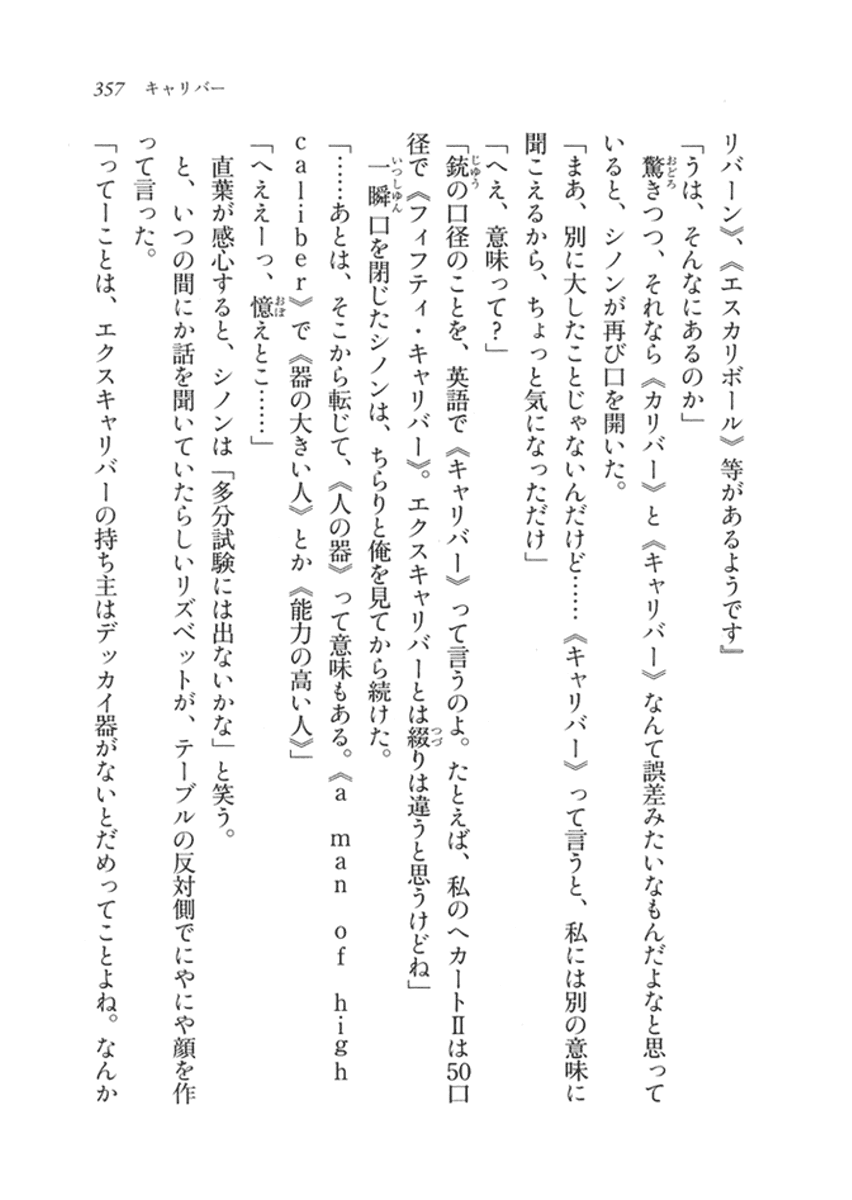 357　キャリバー
リバーン》、《エスカリボール》等があるようです』
「うは、そんなにあるのか」
驚きつつ、それなら《カリバー》と《キャリバー》なんて誤差みたいなもんだよなと思って
いると、シノンが再び口を開いた。
「まあ、別に大したことじゃないんだけど……《キャリバー》って言うと、私には別の意味に
聞こえるから、ちょっと気になっただけ」
「へえ、意味って？」
「銃の口径のことを、英語で《キャリバー》って言うのよ。たとえば、私のヘカートⅡは50口
径で《フィフティ・キャリバー》。エクスキャリバーとは綴りは違うと思うけどね」
一瞬口を閉じたシノンは、ちらりと俺を見てから続けた。
「……あとは、そこから転じて、《人の器》って意味もある。《a man of high
caliber》で《器の大きい人》とか《能力の高い人》」
「へええーっ、憶えとこ……」
直葉が感心すると、シノンは「多分試験には出ないかな」と笑う。
と、いつの間にか話を聞いていたらしいリズベットが、テーブルの反対側でにやにや顔を作
って言った。
「ってーことは、エクスキャリバーの持ち主はデッカイ器がないとだめってことよね。なんか
おどろ
じゅう
つづ
いつしゅん
おぼ